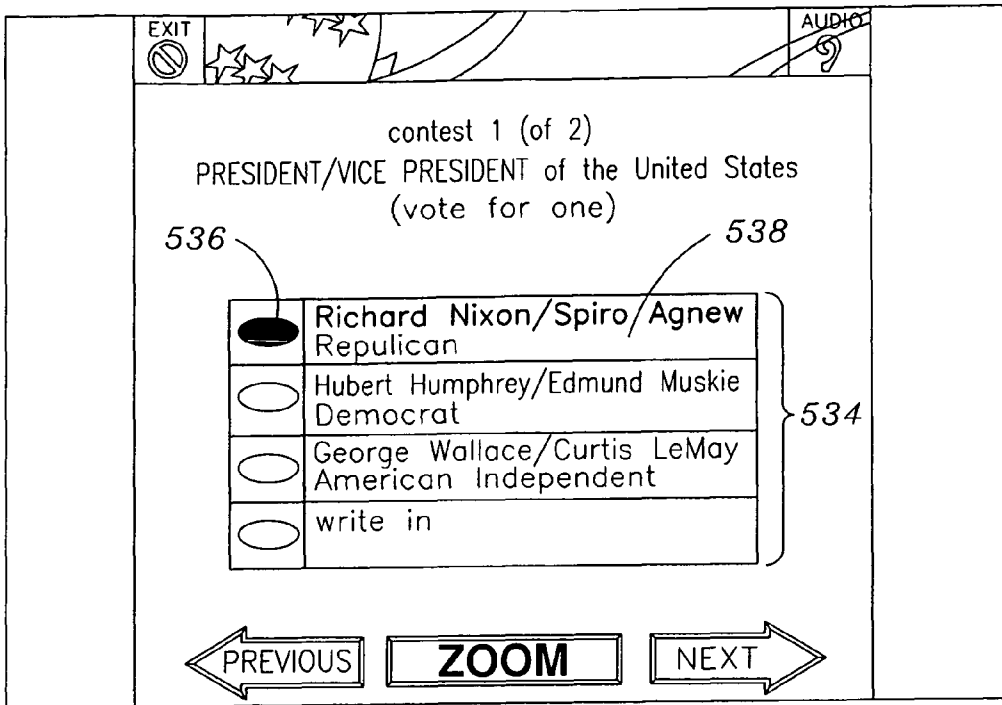 EXIT
AUDIO
contest 1 (of 2)
PRESIDENT/VICE PRESIDENT of the United States
(vote for one)
536
538
Richard Nixon/Spiro Agnew
Repulican
Hubert Humphrey/Edmund Muskie
Democrat
534
George Wallace/Curtis LeMay
American Independent
write in
PREVIOUS
ZOOM
NEXT